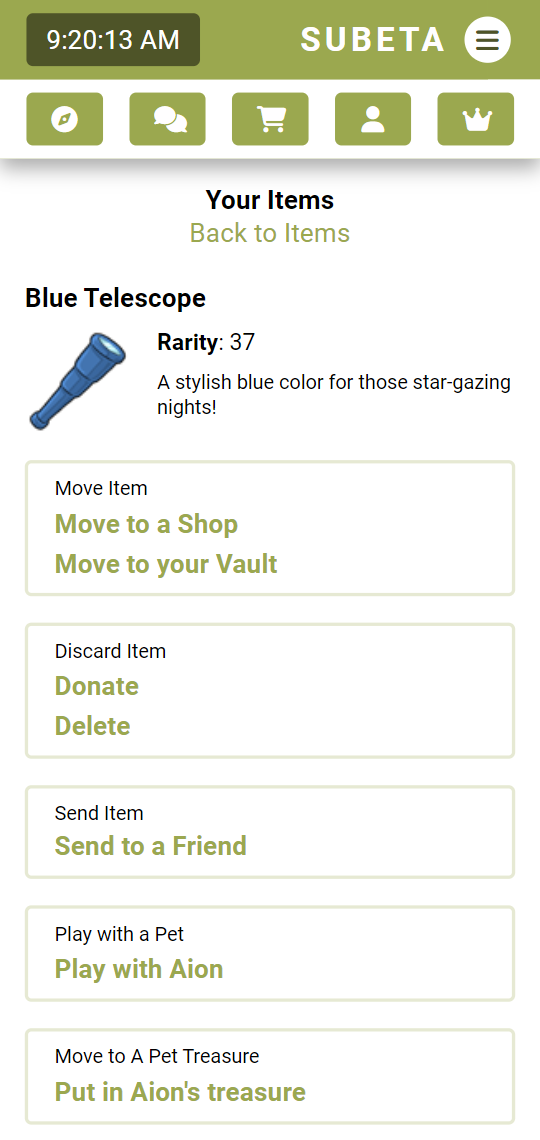 9:20:13 AM
SUBETA
Your Items
Back to Items
Blue Telescope
Rarity: 37
A stylish blue color for those star-gazing
nights!
Move Item
Move to a Shop
Move to your Vault
Discard Item
Donate
Delete
Send Item
Send to a Friend
Play with a Pet
Play with Aion
Move to A Pet Treasure
Put in Aion's treasure